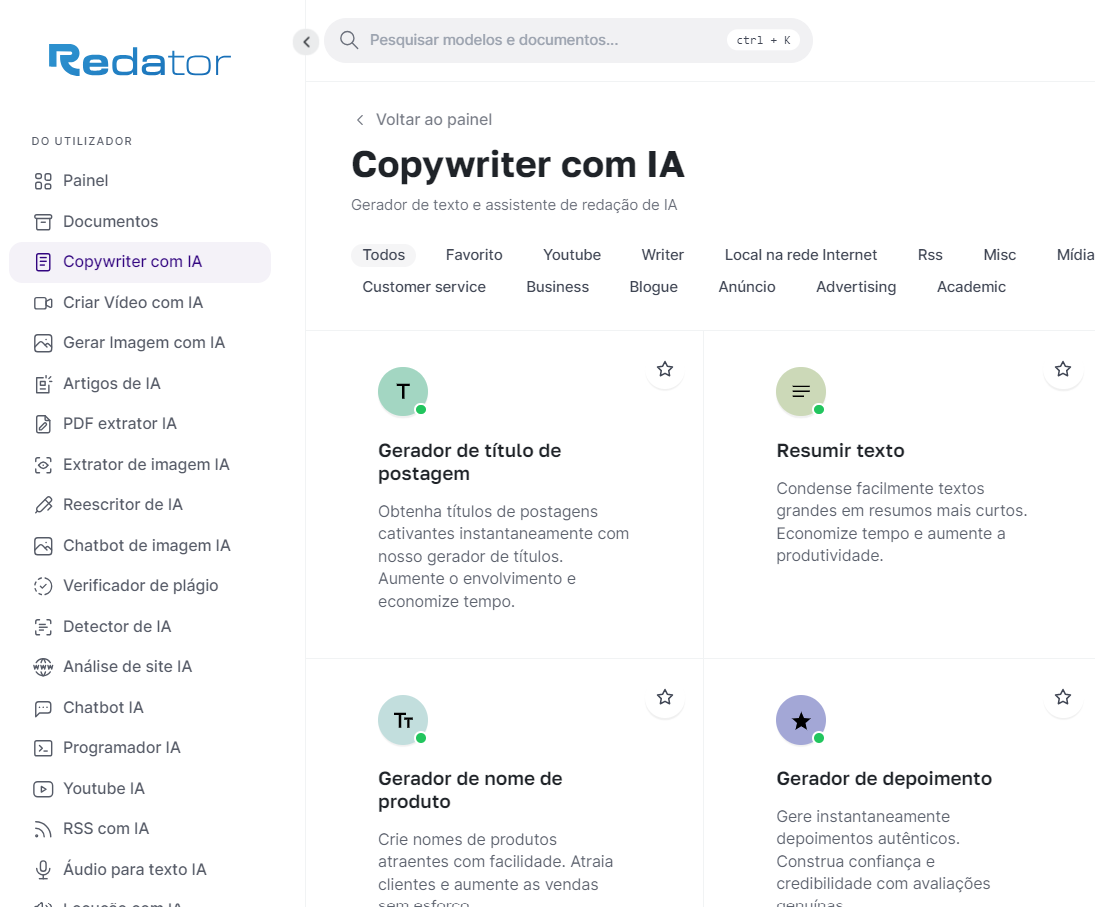 Redator
DO UTILIZADOR
Painel
Documentos
Copywriter com IA
Criar Vídeo com IA
Gerar Imagem com IA
Artigos de IA
PDF extrator IA
Extrator de imagem IA
Reescritor de IA
Chatbot de imagem IA
Verificador de plágio
Detector de IA
Análise de site IA
Chatbot IA
Programador IA
Youtube IA
RSS com IA
Áudio para texto IA
Locução com IA
Pesquisar modelos e documentos...
ctrl + K
Voltar ao painel
Copywriter com IA
Gerador de texto e assistente de redação de IA
Todos Favorito Youtube Writer Local na rede Internet Rss Misc Mídia
Customer service Business Blogue Anúncio Advertising Academic
T
Gerador de título de
postagem
Obtenha títulos de postagens
cativantes instantaneamente com
nosso gerador de títulos.
Aumente o envolvimento e
economize tempo.
Resumir texto
Condense facilmente textos
grandes em resumos mais curtos.
Economize tempo e aumente a
produtividade.
TT
Gerador de nome de
produto
Crie nomes de produtos
atraentes com facilidade. Atraia
clientes e aumente as vendas
sem esforço.
Gerador de depoimento
Gere instantaneamente
depoimentos autênticos.
Construa confiança e
credibilidade com avaliações
genuínas.